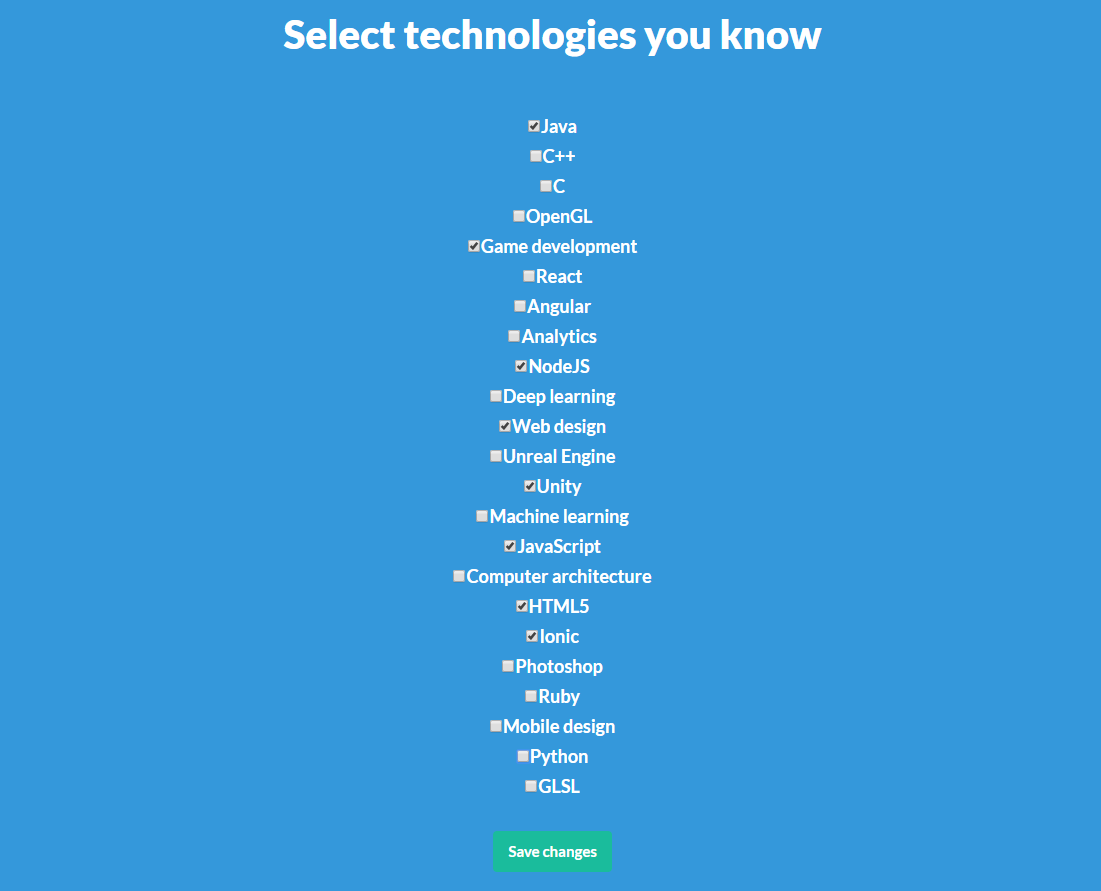 Select technologies you know
Java
C++
C
OpenGL
Game development
React
Angular
Analytics
NodeJS
Deep learning
Web design
Unreal Engine
Unity
Machine learning
JavaScript
Computer architecture
HTML5
Ionic
Photoshop
Ruby
Mobile design
Python
GLSL
Save changes